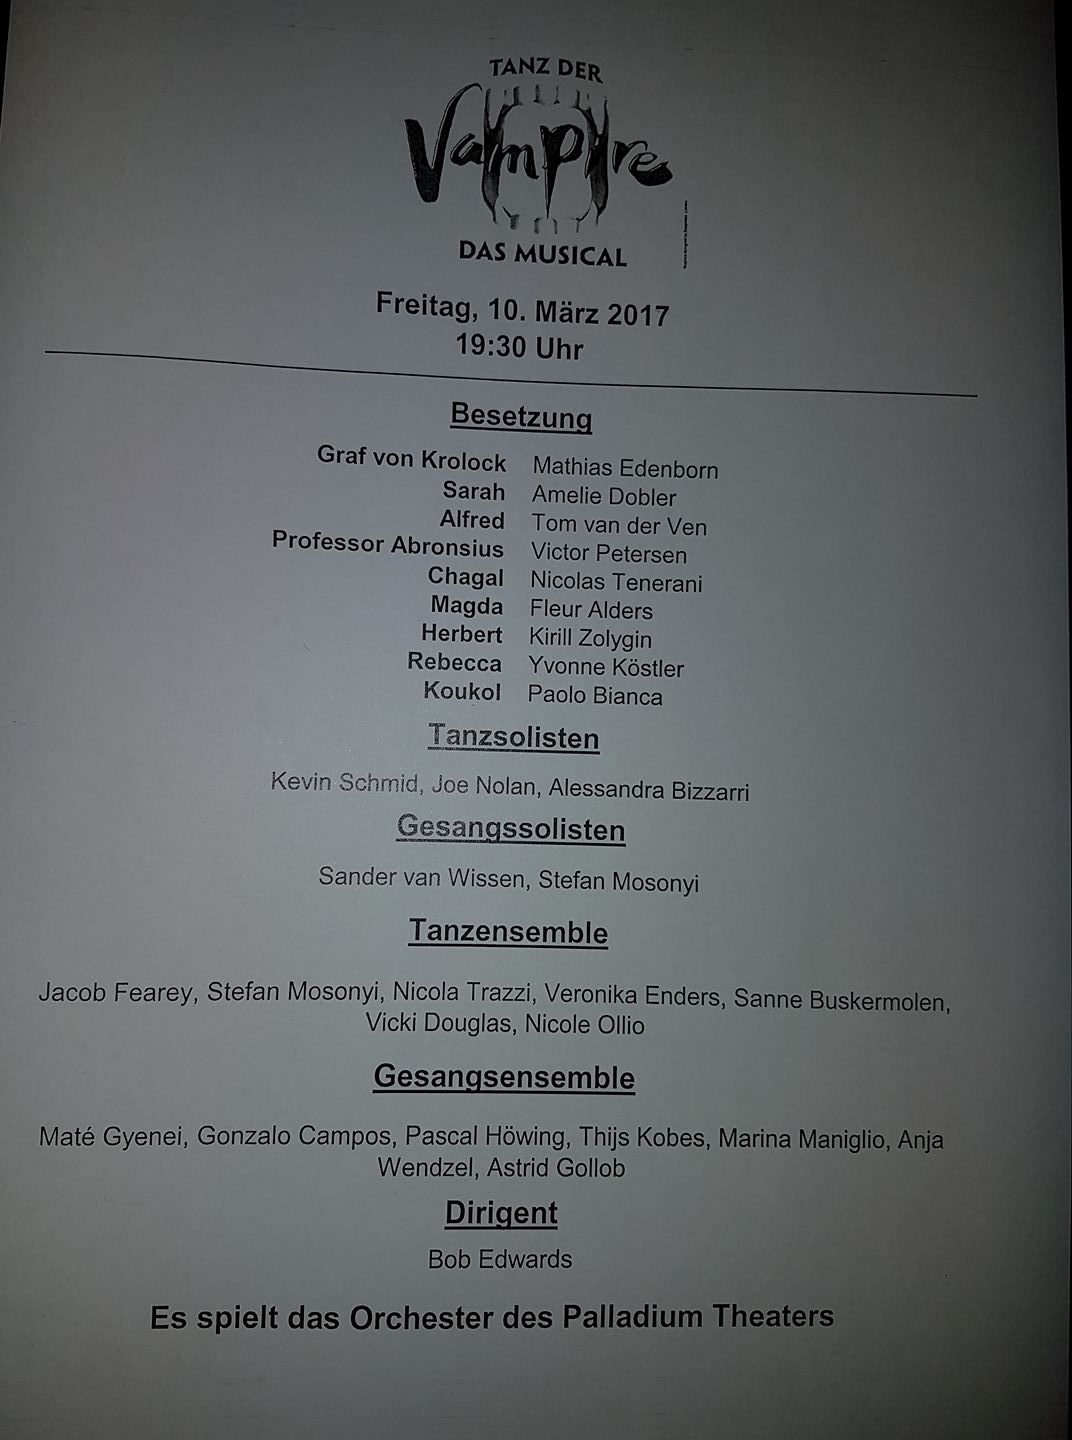 TANZ DER
Vampire
DAS MUSICAL
Freitag, 10. März 2017
19:30 Uhr
Besetzung
Graf von Krolock Mathias Edenborn
Sarah Amelie Dobler
Alfred Tom van der Ven
Professor Abronsius Victor Petersen
Chagal Nicolas Tenerani
Magda Fleur Alders
Herbert Kirill Zolygin
Rebecca Yvonne Köstler
Koukol Paolo Bianca
Tanzsolisten
Kevin Schmid, Joe Nolan, Alessandra Bizzarri
Gesangssolisten
Sander van Wissen, Stefan Mosonyi
Tanzensemble
Jacob Fearey, Stefan Mosonyi, Nicola Trazzi, Veronika Enders, Sanne Buskermolen,
Vicki Douglas, Nicole Ollio
Gesangsensemble
Maté Gyenei, Gonzalo Campos, Pascal Höwing, Thijs Kobes, Marina Maniglio, Anja
Wendzel, Astrid Gollob
Dirigent
Bob Edwards
Es spielt das Orchester des Palladium Theaters